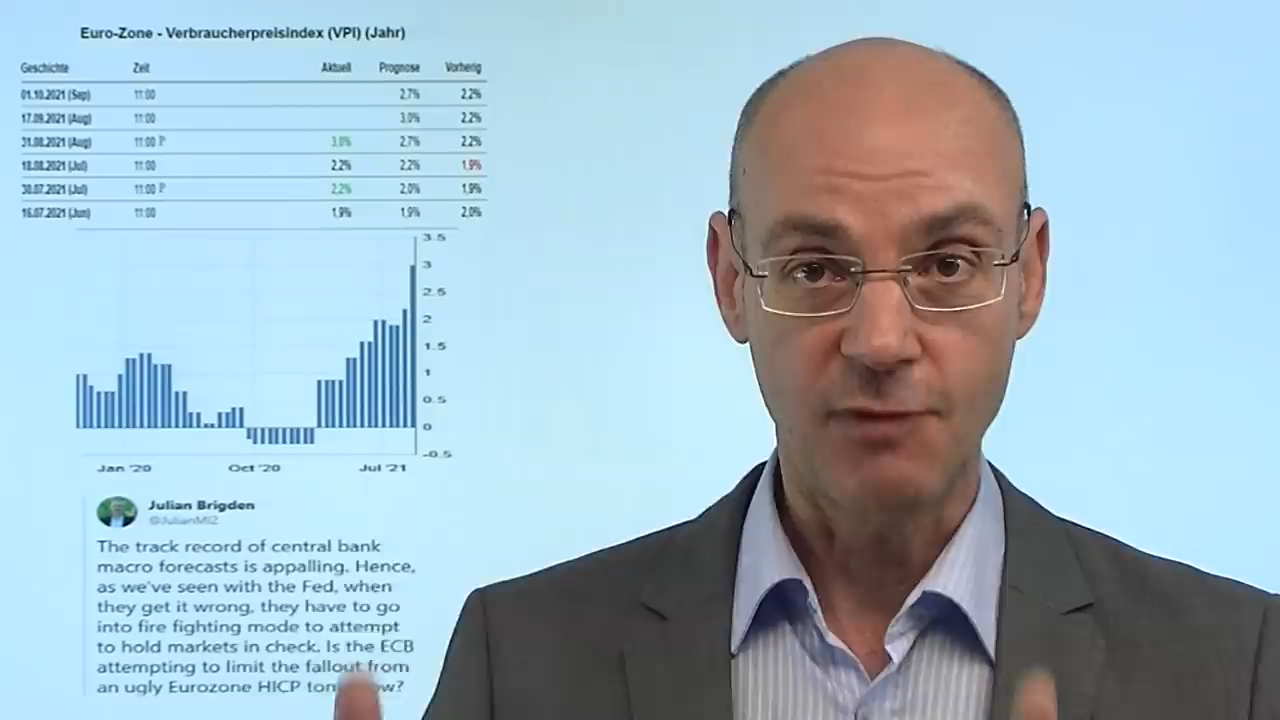 Euro-Zone - Verbraucherpreisindex (VPI) (Jahr)
Geschichte Zeit Aktuell Prognose Vorherig
01.10.2021 (Sep) 11:00 2,7% 2,2%
17.09.2021 (Aug) 11:00 3,0% 2,2%
31.08.2021 (Aug) 11:00 P 3,0% 2,7% 2,2%
18.08.2021 (Jul) 11:00 2,2% 2,2% 1,9%
30.07.2021 (Jul) 11:00 P 2,2% 2,0% 1,9%
16.07.2021 (Jun) 11:00 1,9% 1,9% 2,0%
3.5
3
2.5
2
1.5
1
0.5
0
-0.5
Jan '20 Oct '20 Jul '21
Julian Brigden
@JulianMI2
The track record of central bank
macro forecasts is appalling. Hence,
as we've seen with the Fed, when
they get it wrong, they have to go
into fire fighting mode to attempt
to hold markets in check. Is the ECB
attempting to limit the fallout from
an ugly Eurozone HICP